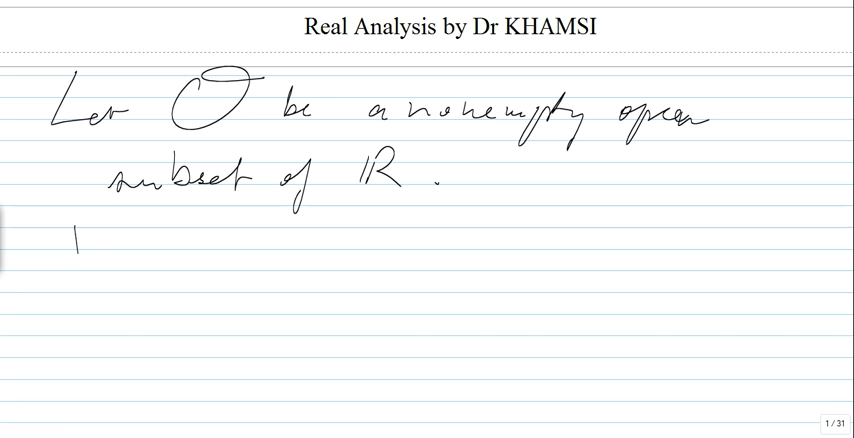 Real Analysis by Dr KHAMSI
Let O be a nonempty open
subset of ℝ.
1 / 31